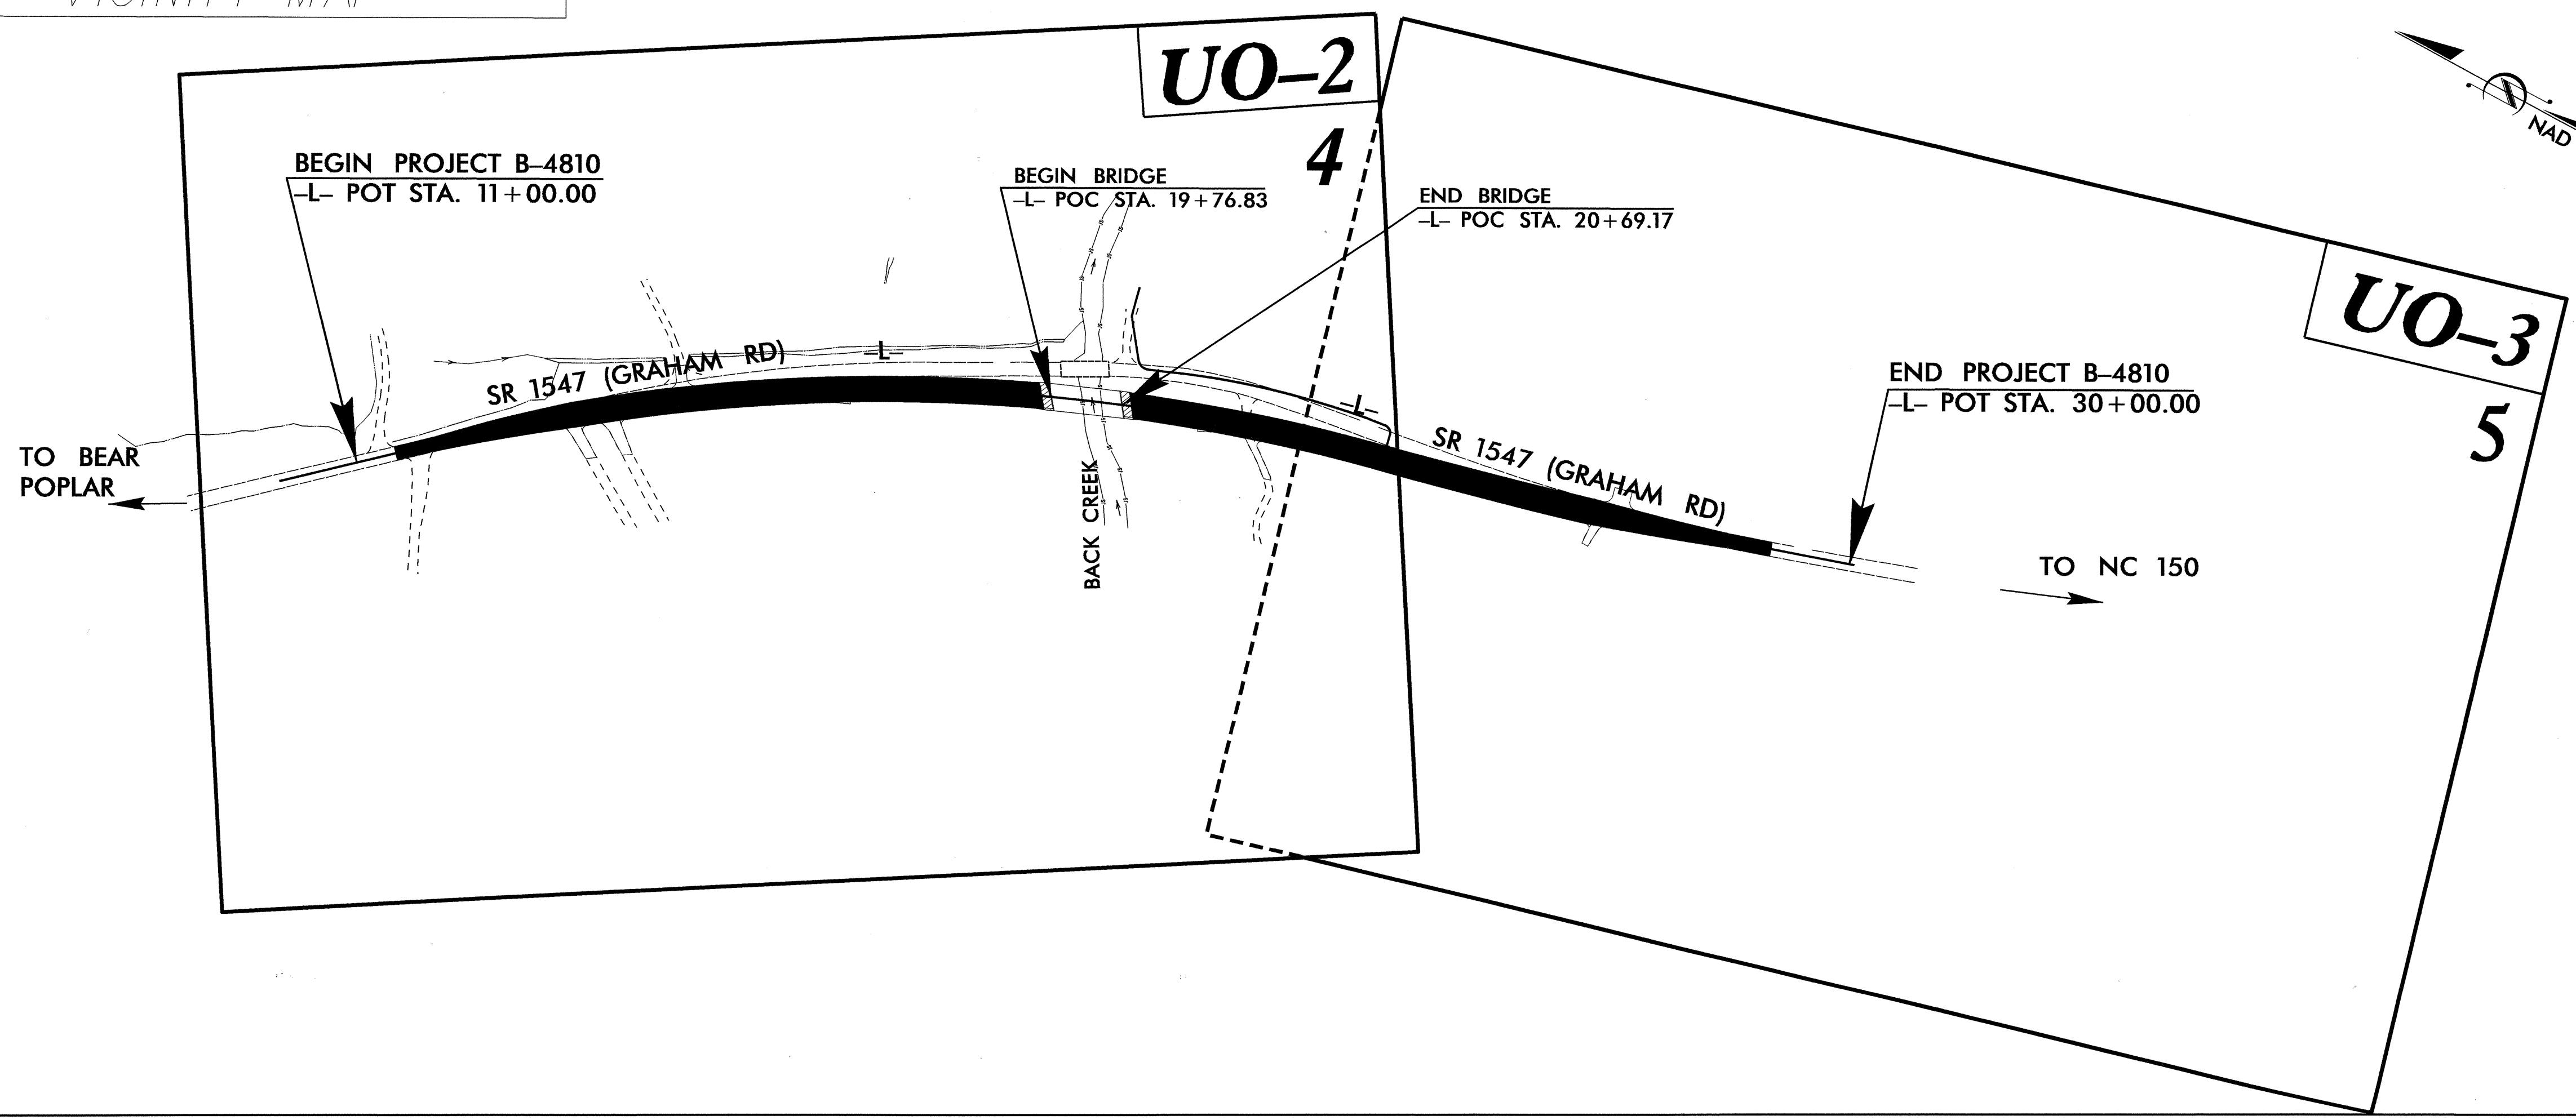 VICINITY MAP
UO–2
4
BEGIN PROJECT B–4810
–L– POT STA. 11+00.00
BEGIN BRIDGE
–L– POC STA. 19+76.83
END BRIDGE
–L– POC STA. 20+69.17
NAD
UO–3
5
SR 1547 (GRAHAM RD)
–L–
–L–
SR 1547 (GRAHAM RD)
END PROJECT B–4810
–L– POT STA. 30+00.00
TO BEAR
POPLAR
BACK CREEK
TO NC 150